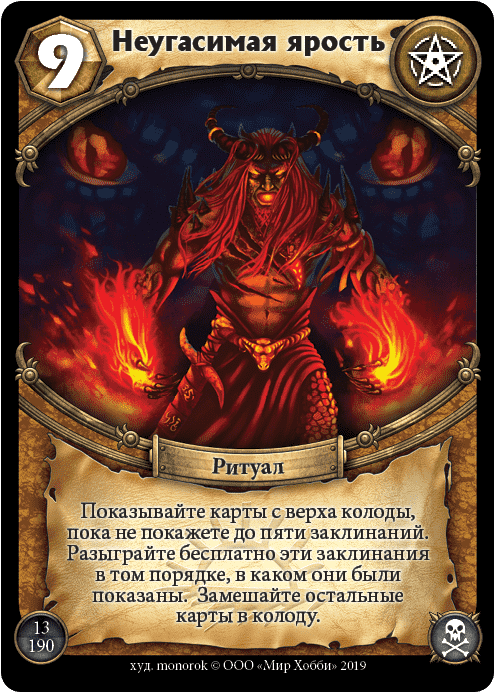 9
Неугасимая ярость
Ритуал
Показывайте карты с верха колоды,
пока не покажете до пяти заклинаний.
Разыграйте бесплатно эти заклинания
в том порядке, в каком они были
показаны. Замешайте остальные
карты в колоду.
13
190
худ. monorok © ООО «Мир Хобби» 2019